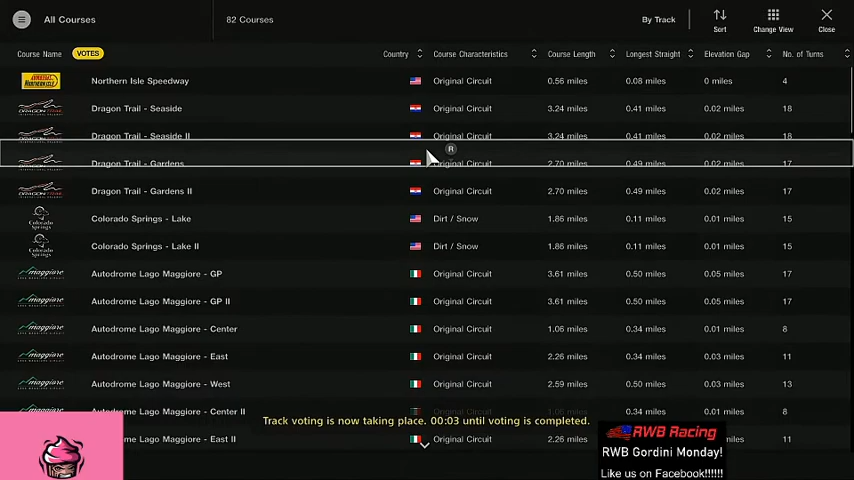 All Courses 82 Courses By Track Sort Change View Close
Course Name VOTES Country Course Characteristics Course Length Longest Straight Elevation Gap No. of Turns
Northern Isle Speedway Original Circuit 0.56 miles 0.08 miles 0 miles 4
Dragon Trail - Seaside Original Circuit 3.24 miles 0.41 miles 0.02 miles 18
Dragon Trail - Seaside II Original Circuit 3.24 miles 0.41 miles 0.02 miles 18
R
Dragon Trail - Gardens Original Circuit 2.70 miles 0.49 miles 0.02 miles 17
Dragon Trail - Gardens II Original Circuit 2.70 miles 0.49 miles 0.02 miles 17
Colorado Springs - Lake Dirt / Snow 1.86 miles 0.11 miles 0.01 miles 15
Colorado Springs - Lake II Dirt / Snow 1.86 miles 0.11 miles 0.01 miles 15
Autodrome Lago Maggiore - GP Original Circuit 3.61 miles 0.50 miles 0.05 miles 17
Autodrome Lago Maggiore - GP II Original Circuit 3.61 miles 0.50 miles 0.05 miles 17
Autodrome Lago Maggiore - Center Original Circuit 1.06 miles 0.34 miles 0.01 miles 8
Autodrome Lago Maggiore - East Original Circuit 2.26 miles 0.34 miles 0.03 miles 11
Autodrome Lago Maggiore - West Original Circuit 2.59 miles 0.50 miles 0.03 miles 13
Autodrome Lago Maggiore - Center II Original Circuit 1.06 miles 0.34 miles 0.01 miles 8
Track voting is now taking place. 00:03 until voting is completed.
RWB Racing
me Lago Maggiore - East II Original Circuit 2.26 miles 11
RWB Gordini Monday!
Like us on Facebook!!!!!!